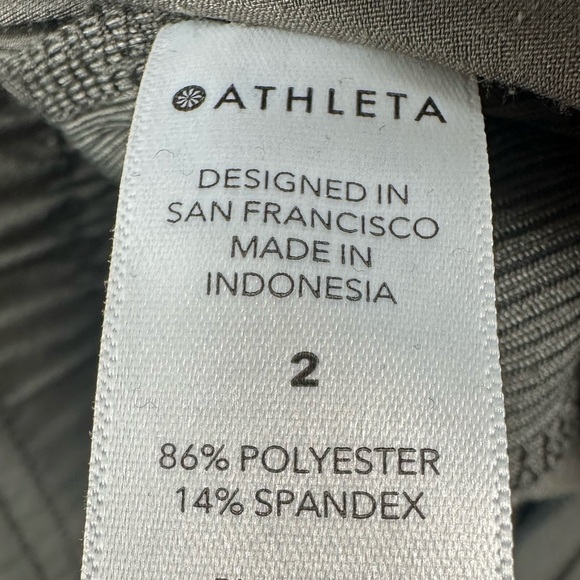 ATHLETA
DESIGNED IN
SAN FRANCISCO
MADE IN
INDONESIA
2
86% POLYESTER
14% SPANDEX